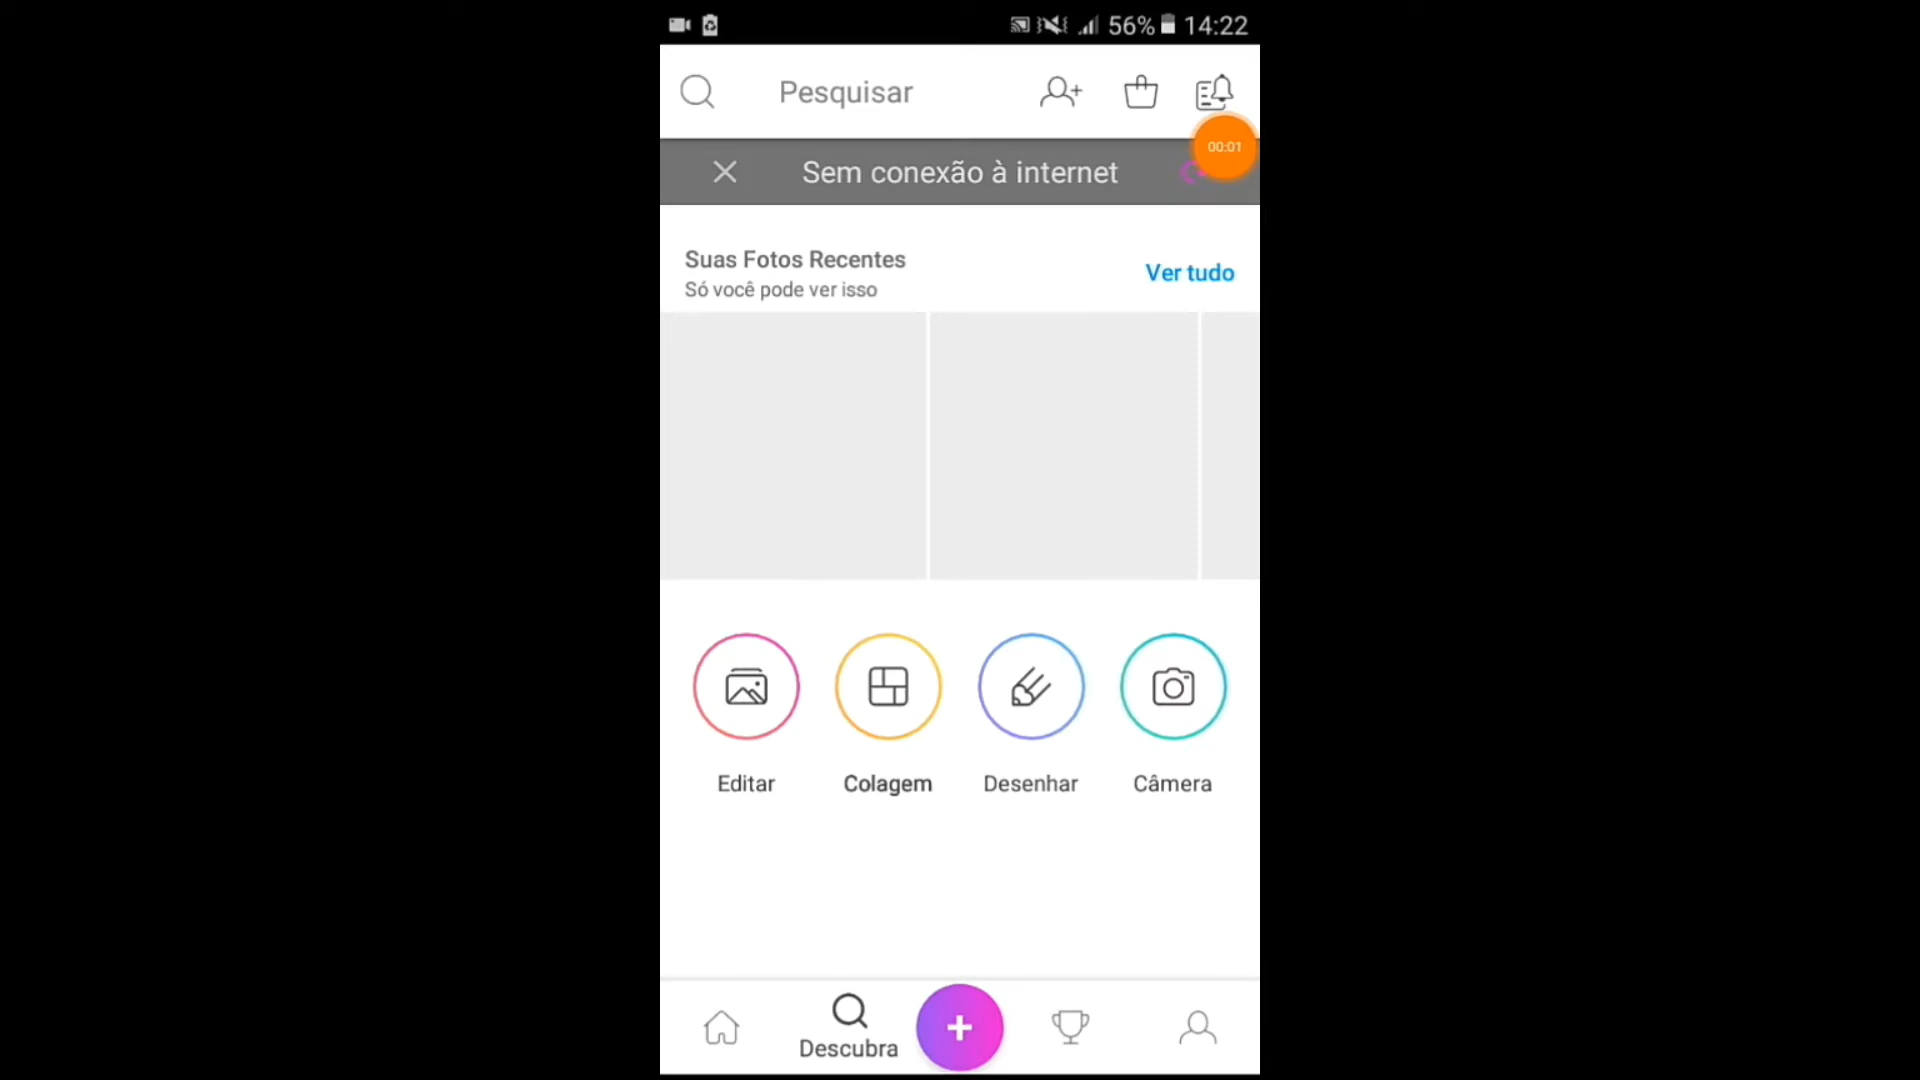 56% 14:22
Pesquisar
00:01
Sem conexão à internet
Suas Fotos Recentes
Só você pode ver isso
Ver tudo
Editar
Colagem
Desenhar
Câmera
Descubra